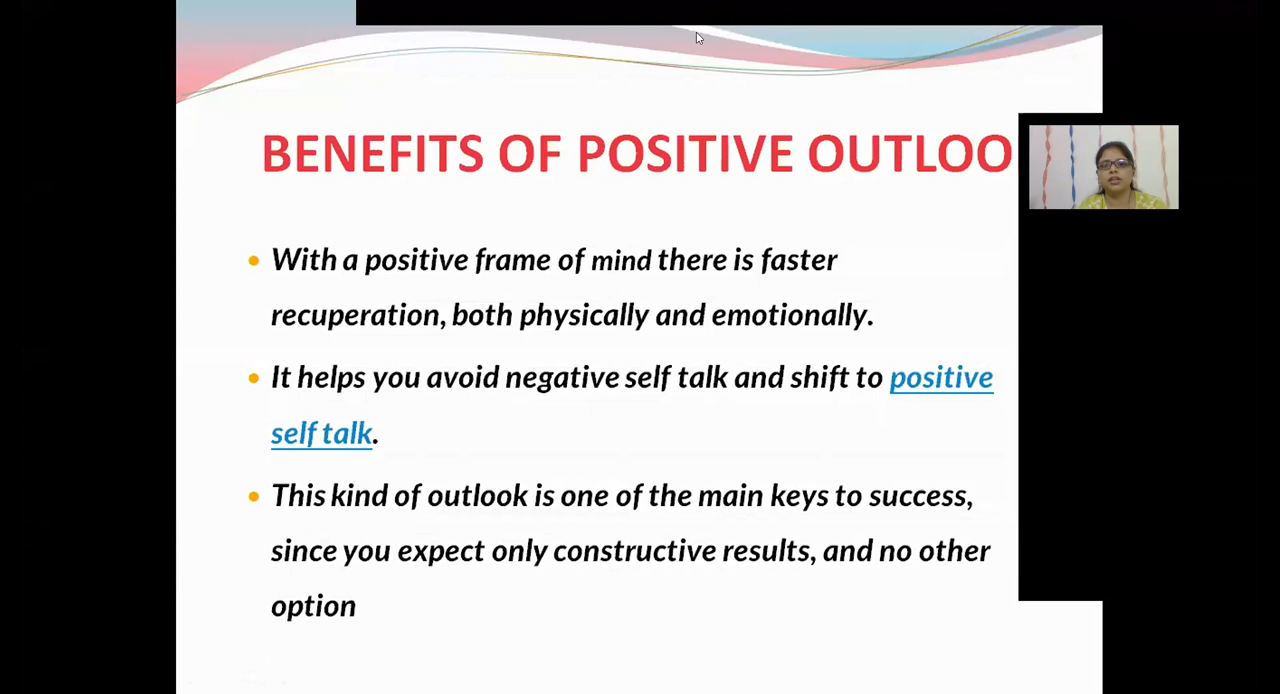 BENEFITS OF POSITIVE OUTLOO
With a positive frame of mind there is faster
recuperation, both physically and emotionally.
It helps you avoid negative self talk and shift to positive
self talk.
This kind of outlook is one of the main keys to success,
since you expect only constructive results, and no other
option